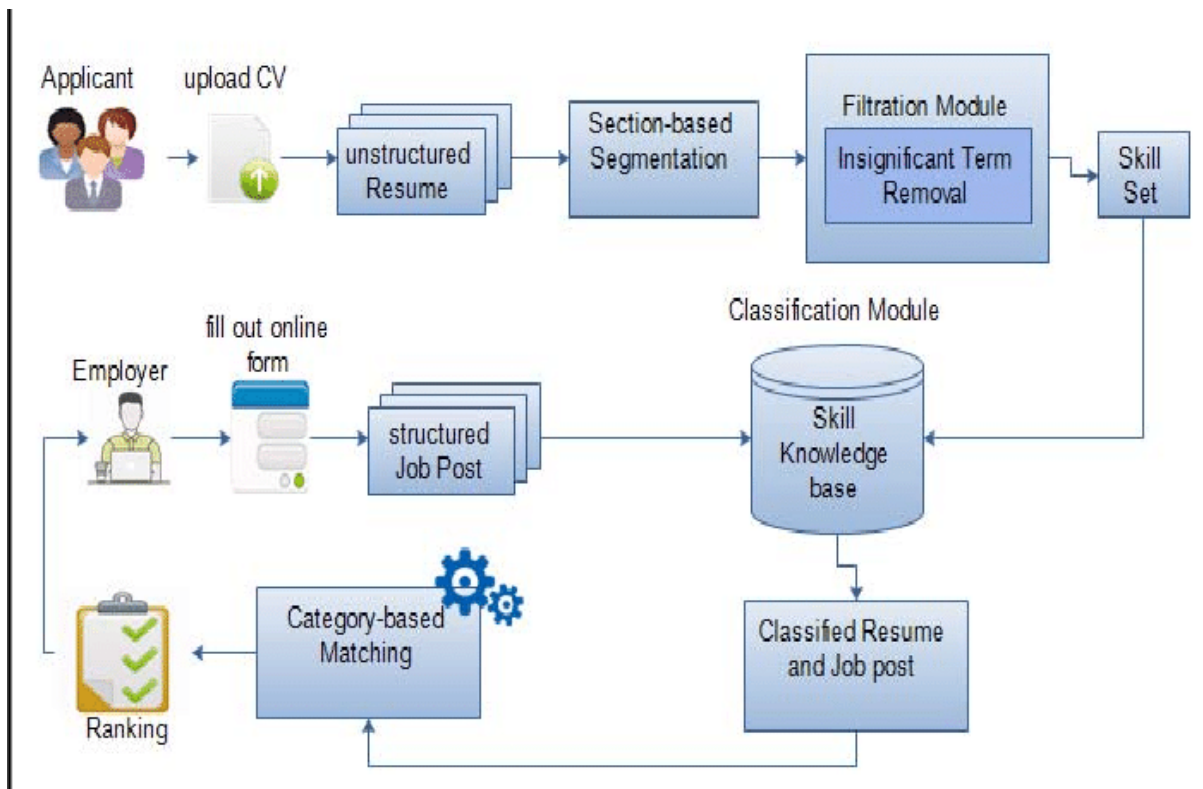 Applicant
upload CV
unstructured
Resume
Section-based
Segmentation
Filtration Module
Insignificant Term
Removal
Skill
Set
Classification Module
fill out online
form
Employer
structured
Job Post
Skill
Knowledge
base
Category-based
Matching
Classified Resume
and Job post
Ranking